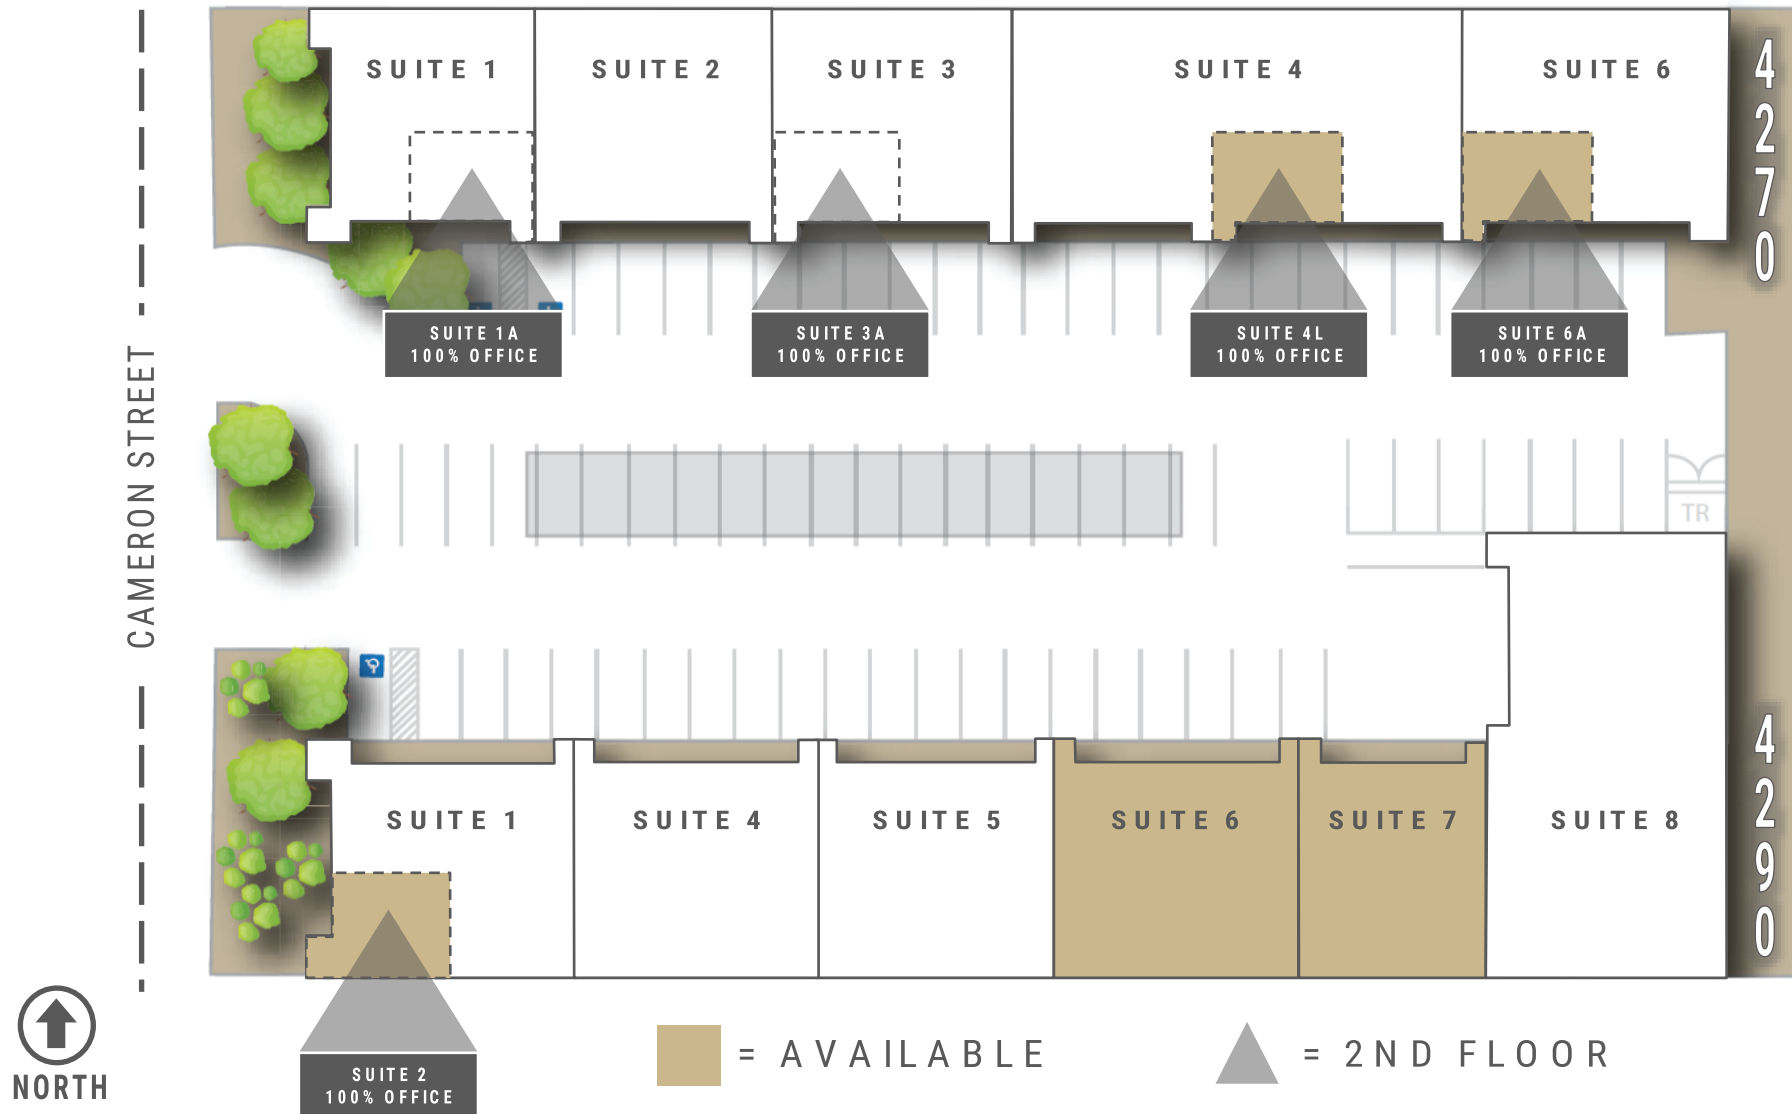 SUITE 1
SUITE 2
SUITE 3
SUITE 4
SUITE 6
4270
SUITE 1A
100% OFFICE
SUITE 3A
100% OFFICE
SUITE 4L
100% OFFICE
SUITE 6A
100% OFFICE
CAMERON STREET
TR
SUITE 1
SUITE 4
SUITE 5
SUITE 6
SUITE 7
SUITE 8
4290
SUITE 2
100% OFFICE
NORTH
= AVAILABLE
= 2ND FLOOR